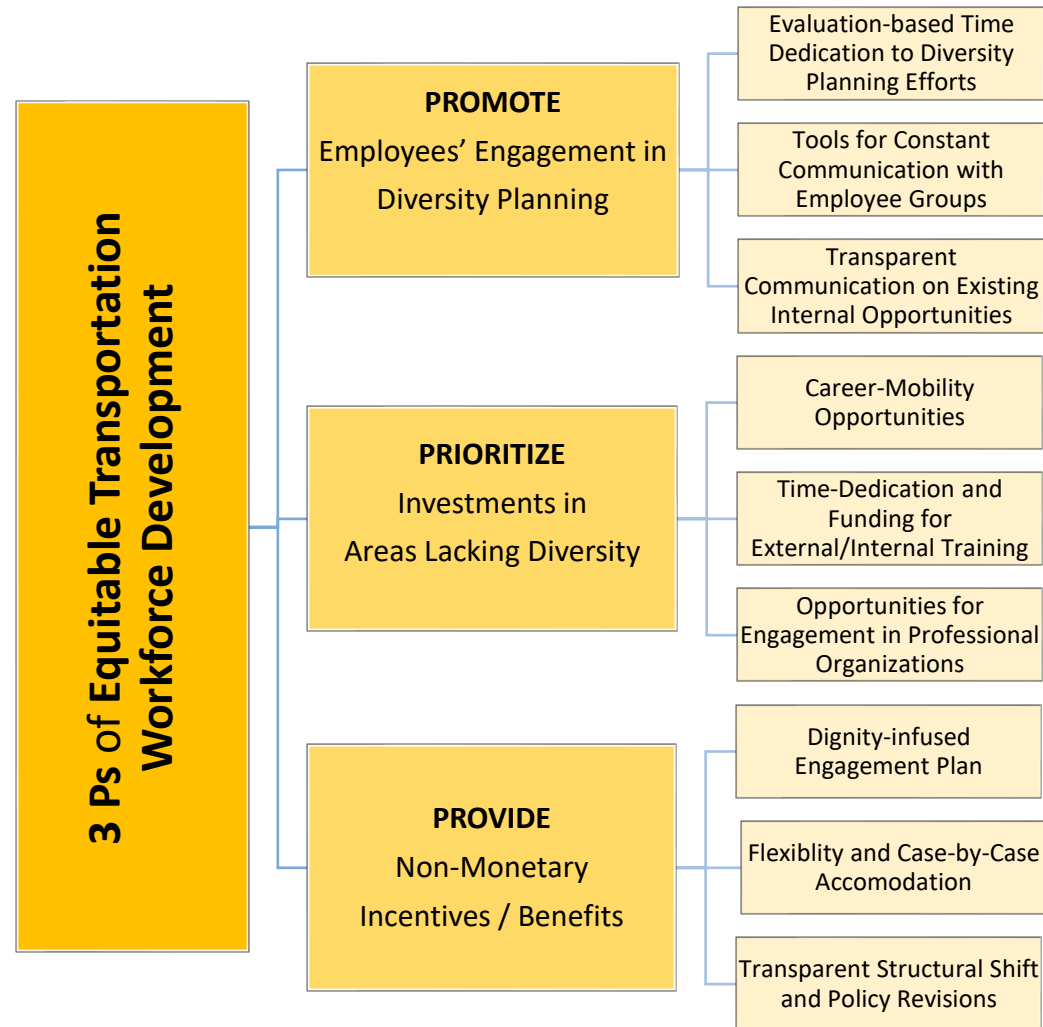 3 Ps of Equitable Transportation
Workforce Development
PROMOTE
Employees’ Engagement in
Diversity Planning
Evaluation-based Time
Dedication to Diversity
Planning Efforts
Tools for Constant
Communication with
Employee Groups
Transparent
Communication on Existing
Internal Opportunities
PRIORITIZE
Investments in
Areas Lacking Diversity
Career-Mobility
Opportunities
Time-Dedication and
Funding for
External/Internal Training
Opportunities for
Engagement in Professional
Organizations
PROVIDE
Non-Monetary
Incentives / Benefits
Dignity-infused
Engagement Plan
Flexiblity and Case-by-Case
Accomodation
Transparent Structural Shift
and Policy Revisions